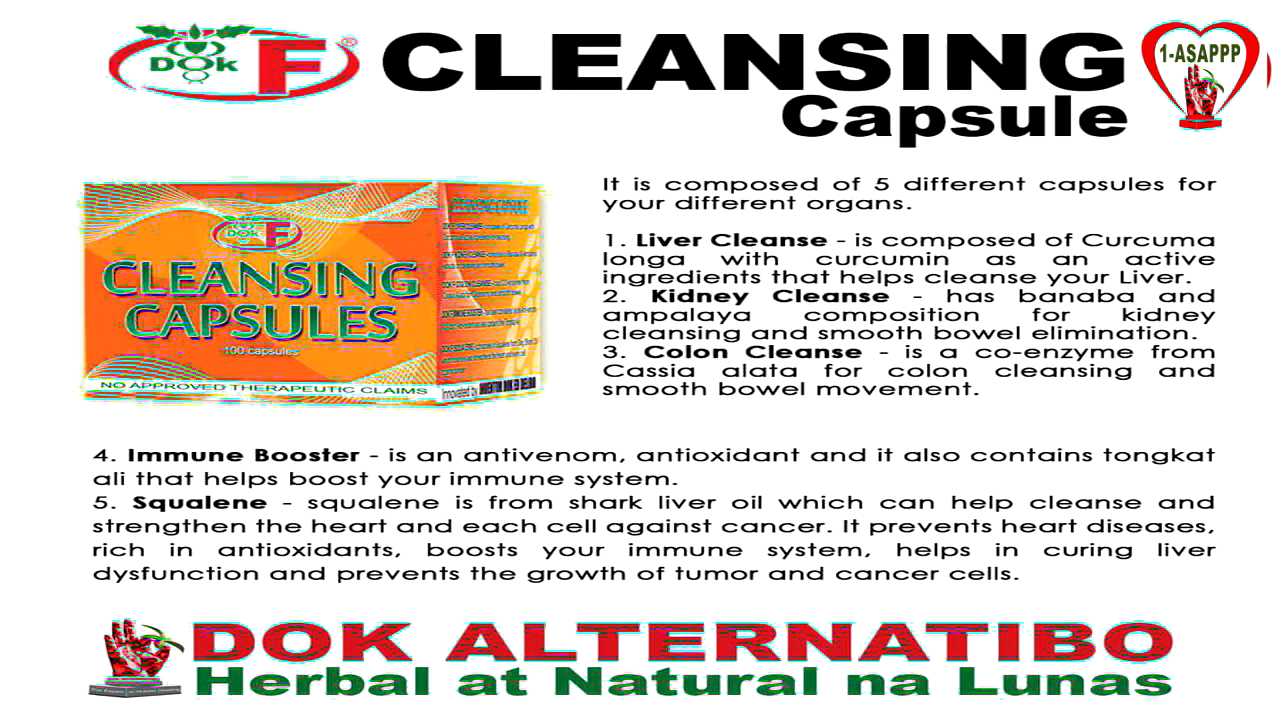 DOK F® CLEANSING
Capsule
1-ASAPPP
It is composed of 5 different capsules for
your different organs.
1. Liver Cleanse - is composed of Curcuma
longa with curcumin as an active
ingredients that helps cleanse your Liver.
2. Kidney Cleanse - has banaba and
ampalaya composition for kidney
cleansing and smooth bowel elimination.
3. Colon Cleanse - is a co-enzyme from
Cassia alata for colon cleansing and
smooth bowel movement.
DOK F
CLEANSING
CAPSULES
100 capsules
NO APPROVED THERAPEUTIC CLAIMS
Innovated by
4. Immune Booster - is an antivenom, antioxidant and it also contains tongkat
ali that helps boost your immune system.
5. Squalene - squalene is from shark liver oil which can help cleanse and
strengthen the heart and each cell against cancer. It prevents heart diseases,
rich in antioxidants, boosts your immune system, helps in curing liver
dysfunction and prevents the growth of tumor and cancer cells.
DOK ALTERNATIBO
Herbal at Natural na Lunas